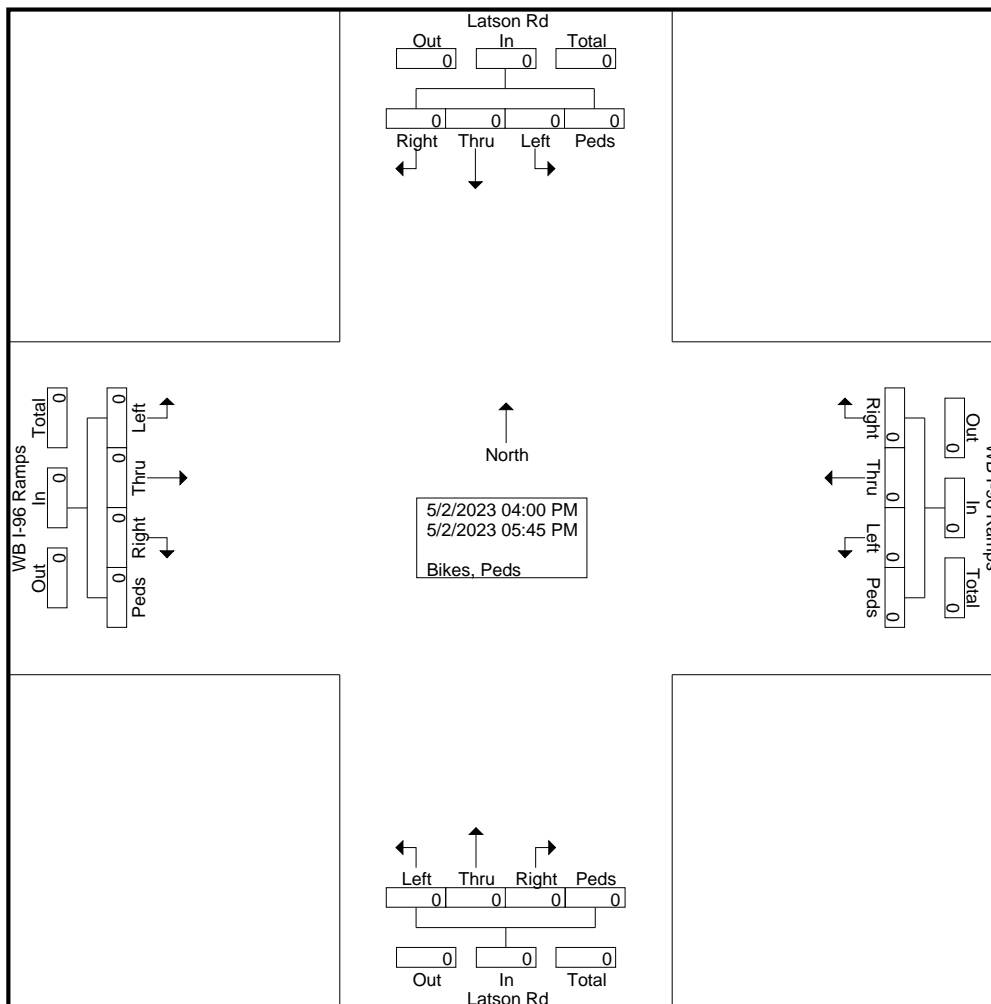 Latson Rd
Out In Total
0 0 0
0 0 0 0
Right Thru Left Peds
WB I-96 Ramps
Total In Out
0 0 0
0 0 0 0
Left Thru Right Peds
North
5/2/2023 04:00 PM
5/2/2023 05:45 PM
Bikes, Peds
Right Thru Left Peds
0 0 0 0
0 0 0
Out In Total
WB I-96 Ramps
Left Thru Right Peds
0 0 0 0
0 0 0
Out In Total
Latson Rd